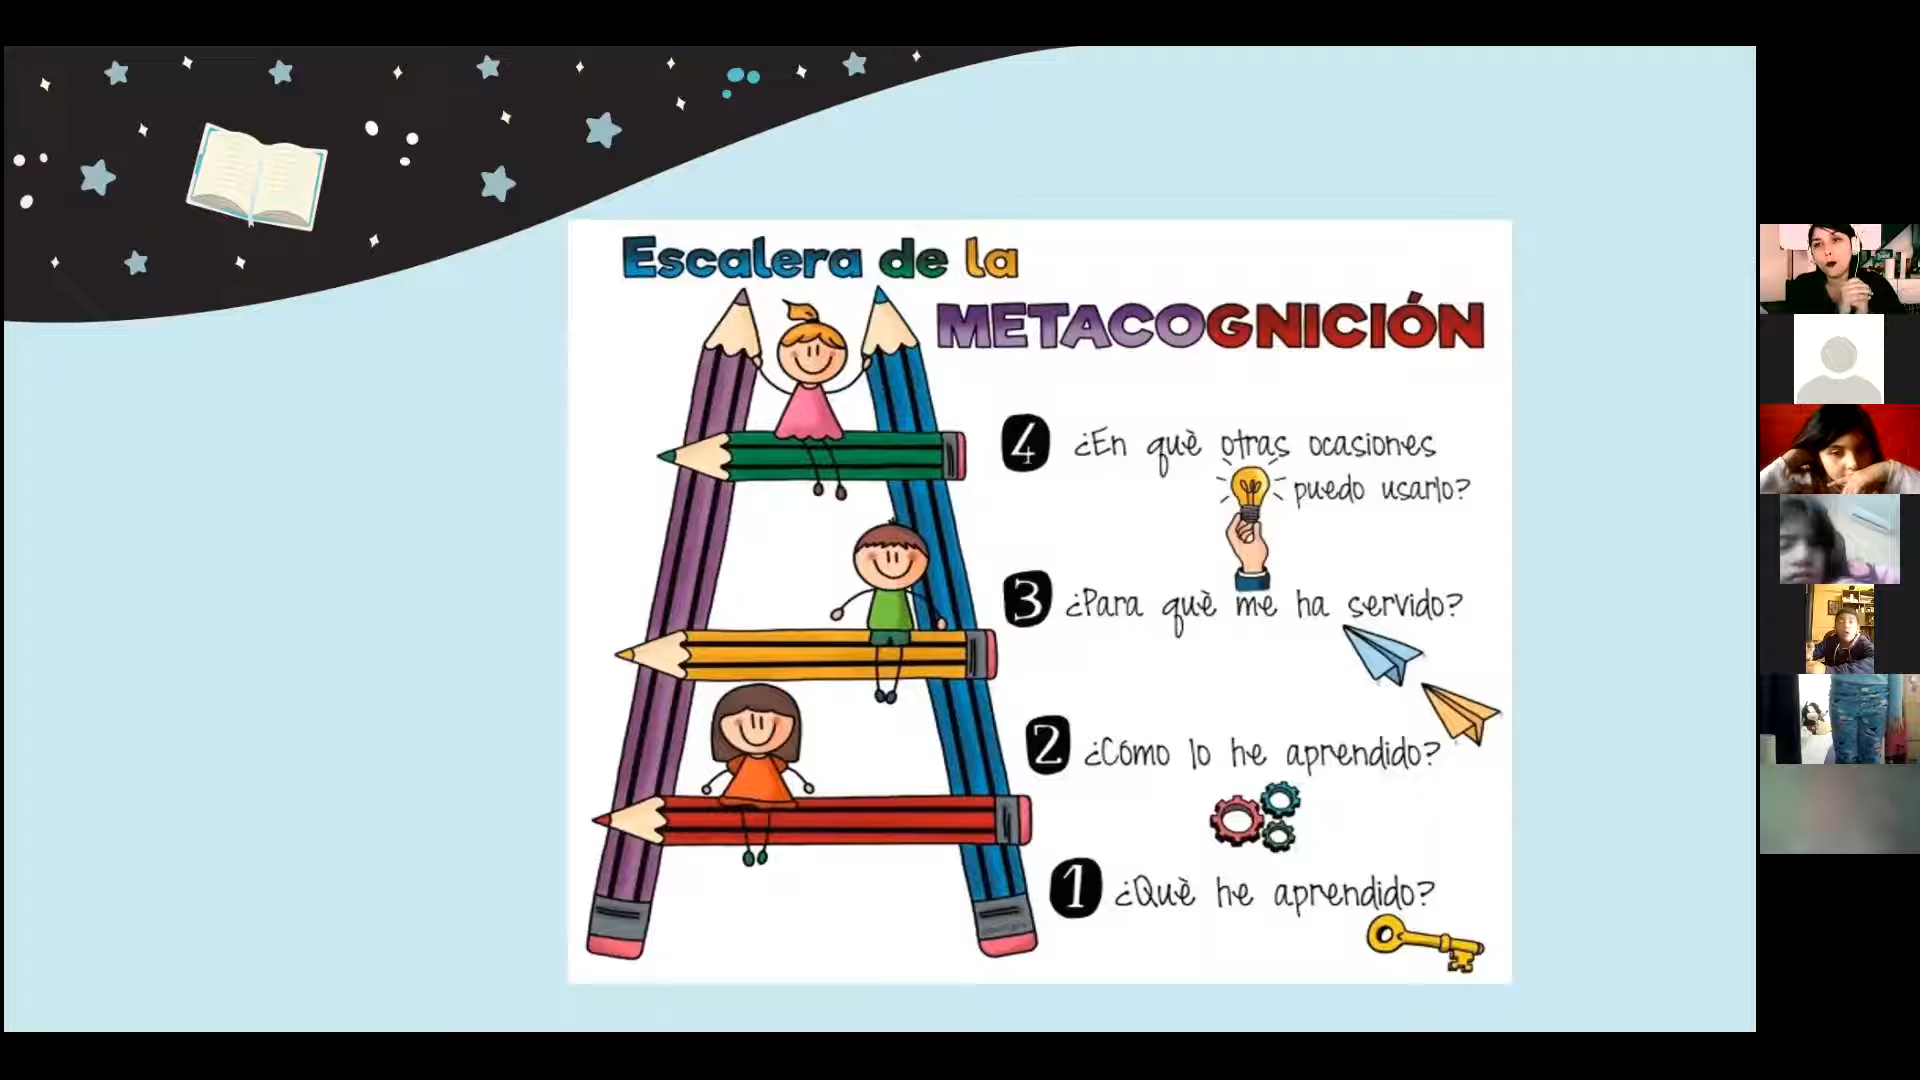 Escalera de la
METACOGNICIÓN
4 ¿En què otras ocasiones
puedo usarlo?
3 ¿Para què me ha servido?
2 ¿Cómo lo he aprendido?
1 ¿Què he aprendido?